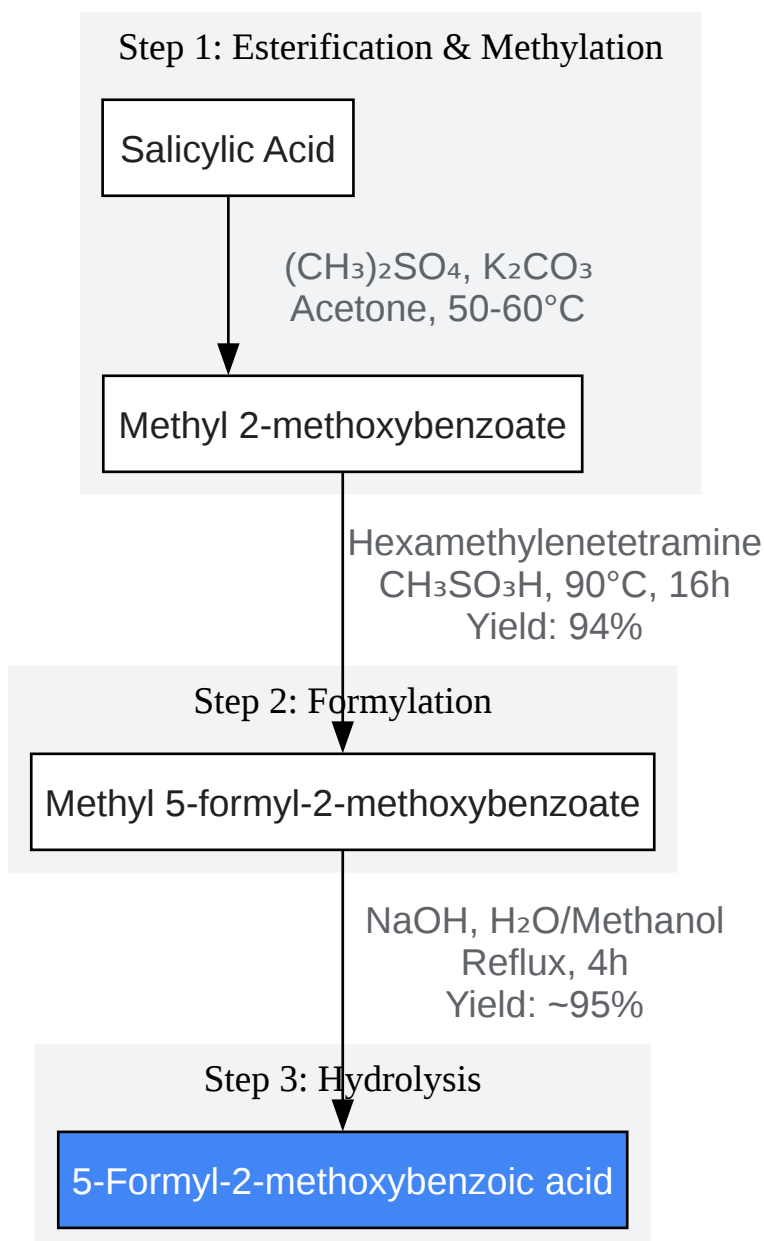 Step 1: Esterification & Methylation
Salicylic Acid
(CH₃)₂SO₄, K₂CO₃
Acetone, 50-60°C
Methyl 2-methoxybenzoate
Hexamethylenetetramine
CH₃SO₃H, 90°C, 16h
Yield: 94%
Step 2: Formylation
Methyl 5-formyl-2-methoxybenzoate
NaOH, H₂O/Methanol
Reflux, 4h
Yield: ~95%
Step 3: Hydrolysis
5-Formyl-2-methoxybenzoic acid